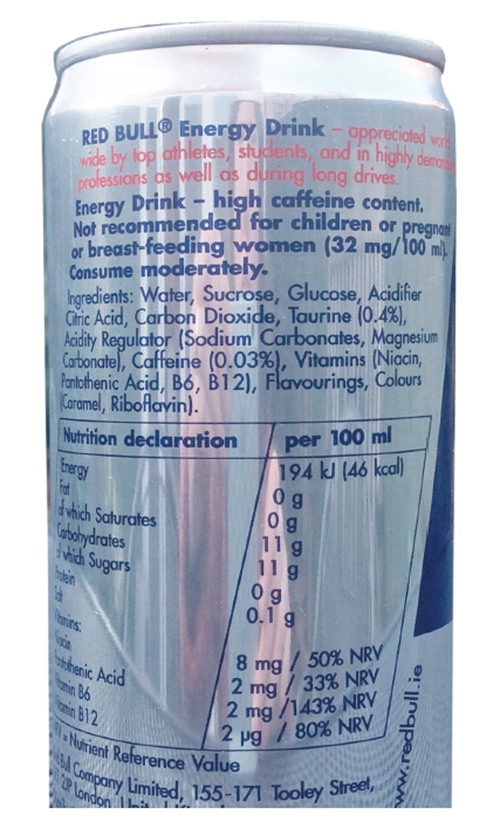 RED BULL® Energy Drink – appreciated
wide by top athletes, students, and in highly
professions as well as during long drives.
Energy Drink – high caffeine content.
Not recommended for children or pregnant
or breast-feeding women (32 mg/100 ml).
Consume moderately.
Ingredients: Water, Sucrose, Glucose, Acidifier
Citric Acid, Carbon Dioxide, Taurine (0.4%),
Acidity Regulator (Sodium Carbonates, Magnesium
Carbonate), Caffeine (0.03%), Vitamins (Niacin,
Pantothenic Acid, B6, B12), Flavourings, Colours
(Caramel, Riboflavin).
Nutrition declaration per 100 ml
Energy 194 kJ (46 kcal)
Fat 0 g
of which Saturates 0 g
Carbohydrates 11 g
of which Sugars 11 g
Protein 0 g
Salt 0.1 g
Vitamins:
Niacin 8 mg / 50% NRV
Pantothenic Acid 2 mg / 33% NRV
Vitamin B6 2 mg /143% NRV
Vitamin B12 2 µg / 80% NRV
= Nutrient Reference Value
Bull Company Limited, 155-171 Tooley Street,
2JP London, United
www.redbull.ie